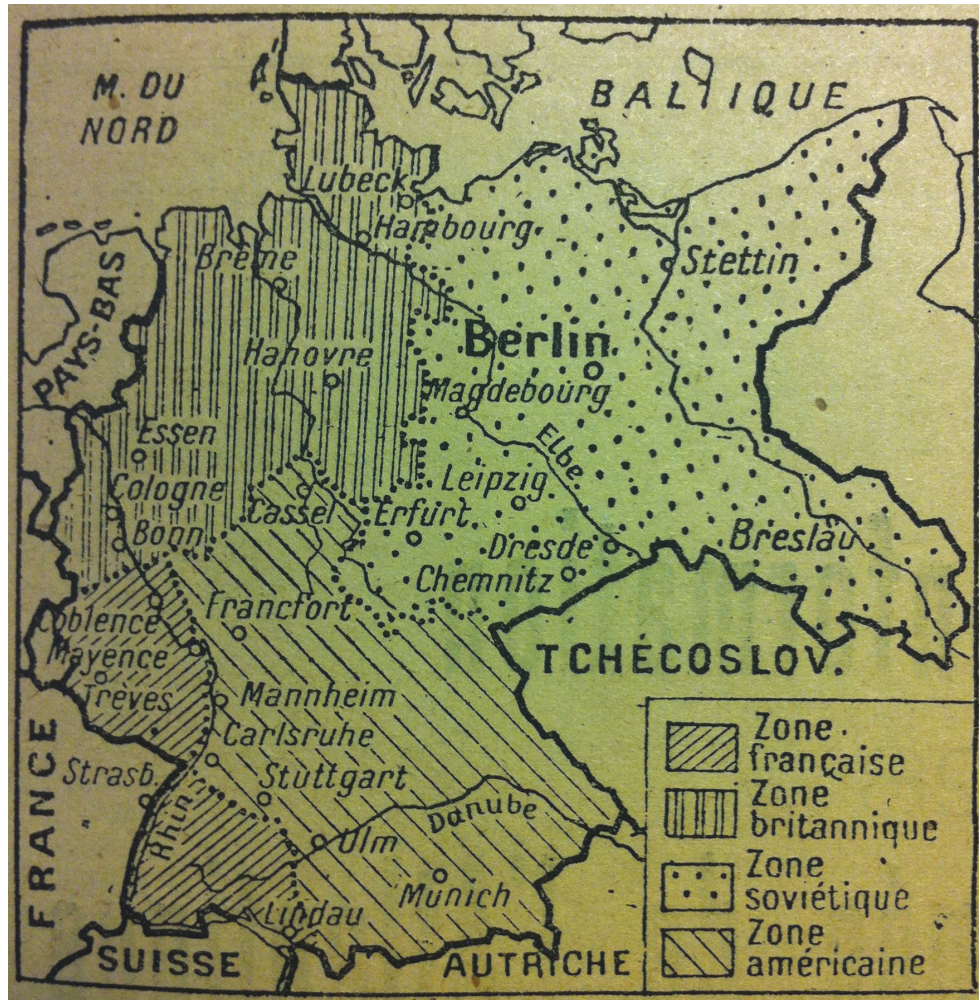 M. DU
NORD
BALTIQUE
Lubeck
Hambourg
Brême
Stettin
PAYS-BAS
Berlin
Hanovre
Magdebourg
Essen
Elbe
Leipzig
Cologne
Cassel
Erfurt
Bonn
Dresde
Breslau
Chemnitz
Coblence
Francfort
Mayence
TCHÉCOSLOV.
Trèves
Mannheim
Carlsruhe
FRANCE
Strasb.
Stuttgart
Rhin
Danube
Ulm
Munich
Lindau
SUISSE
AUTRICHE
Zone
française
Zone
britannique
Zone
soviétique
Zone
américaine